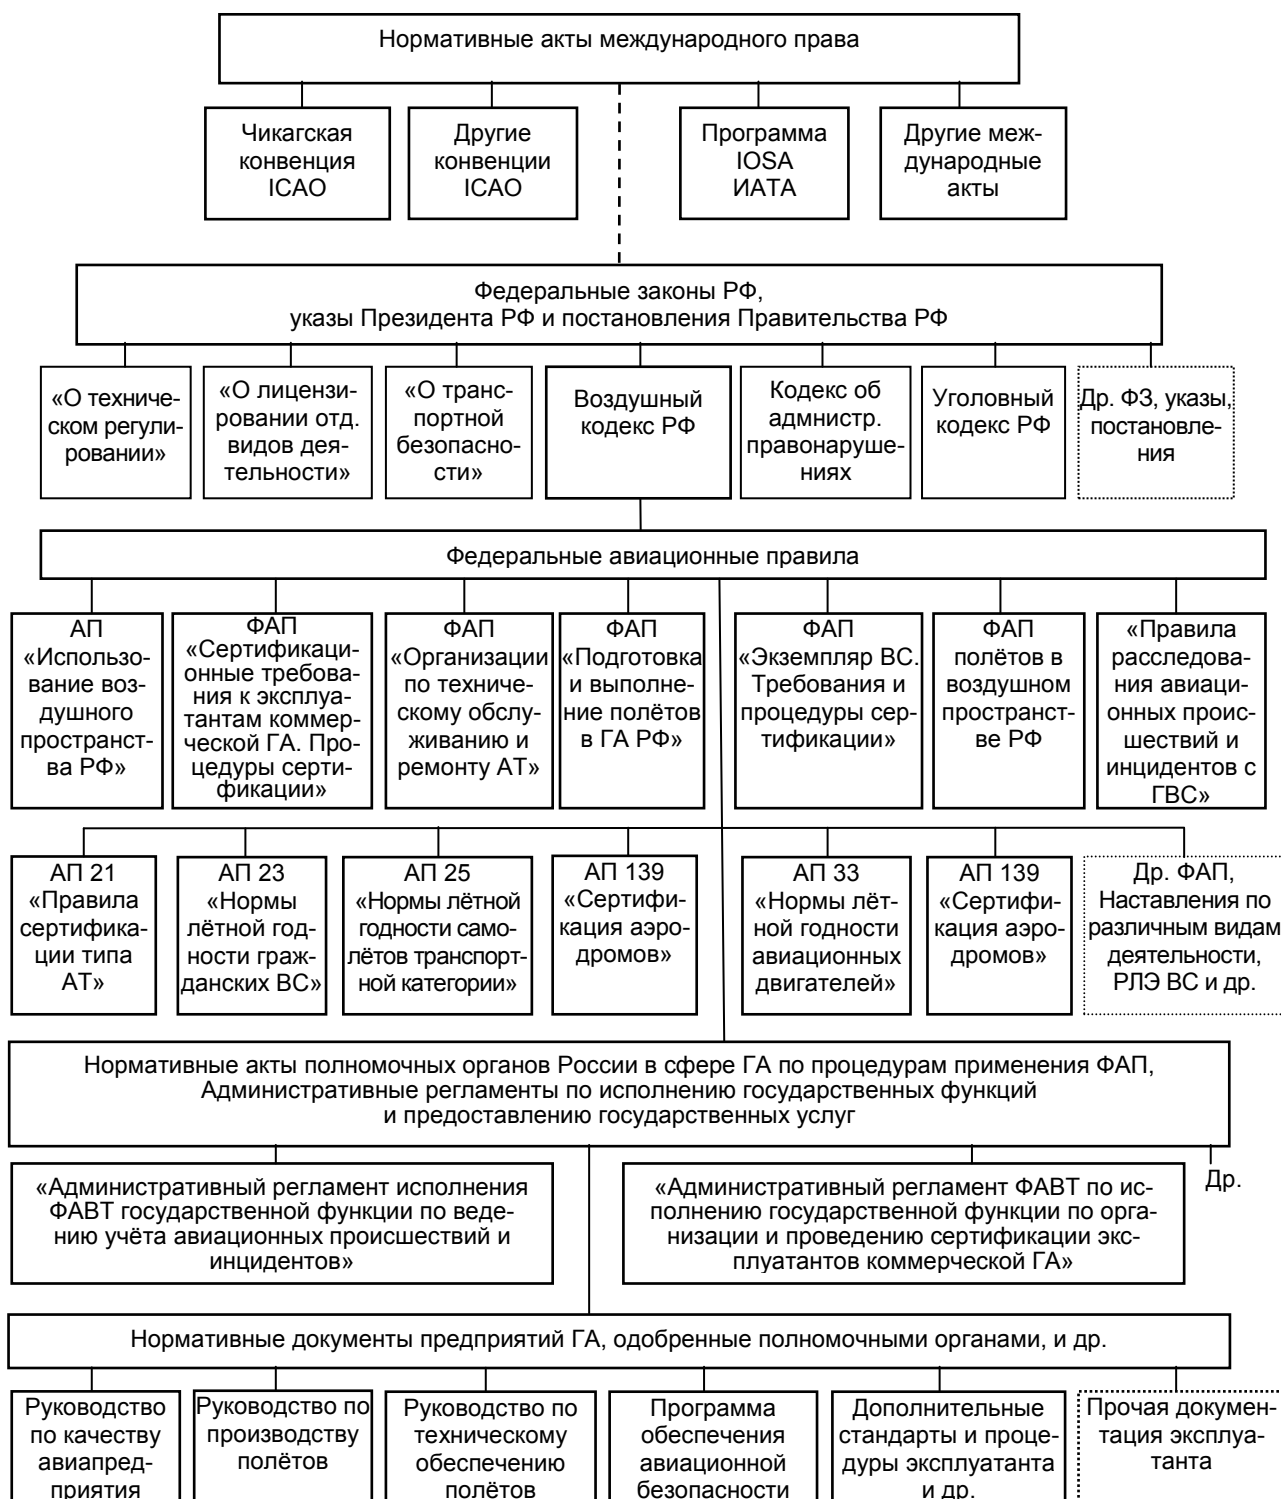 Нормативные акты международного права
Чикагская
конвенция
ICAO
Другие
конвенции
ICAO
Программа
IOSA
ИАТА
Другие меж-
дународные
акты
Федеральные законы РФ,
указы Президента РФ и постановления Правительства РФ
«О техниче-
ском регули-
ровании»
«О лицензи-
ровании отд.
видов дея-
тельности»
«О транс-
портной
безопасно-
сти»
Воздушный
кодекс РФ
Кодекс об
адмнистр.
правонаруше-
ниях
Уголовный
кодекс РФ
Др. ФЗ, указы,
постановле-
ния
Федеральные авиационные правила
АП
«Использо-
вание воз-
душного
пространст-
ва РФ»
ФАП
«Сертификаци-
онные требова-
ния к эксплуа-
тантам коммер-
ческой ГА. Про-
цедуры серти-
фикации»
ФАП
«Организации
по техниче-
скому обслу-
живанию и
ремонту АТ»
ФАП
«Подготовка
и выполне-
ние полётов
в ГА РФ»
ФАП
«Экземпляр ВС.
Требования и
процедуры сер-
тификации»
ФАП
полётов в
воздушном
пространст-
ве РФ
«Правила
расследова-
ния авиаци-
онных проис-
шествий и
инцидентов с
ГВС»
АП 21
«Правила
сертифика-
ции типа
АТ»
АП 23
«Нормы
лётной год-
ности граж-
данских ВС»
АП 25
«Нормы лётной
годности само-
лётов транспорт-
ной категории»
АП 139
«Сертифи-
кация аэро-
дромов»
АП 33
«Нормы лёт-
ной годности
авиационных
двигателей»
АП 139
«Сертифи-
кация аэро-
дромов»
Др. ФАП,
Наставления по
различным видам
деятельности,
РЛЭ ВС и др.
Нормативные акты полномочных органов России в сфере ГА по процедурам применения ФАП,
Административные регламенты по исполнению государственных функций
и предоставлению государственных услуг
«Административный регламент исполнения
ФАВТ государственной функции по веде-
нию учёта авиационных происшествий и
инцидентов»
«Административный регламент ФАВТ по ис-
полнению государственной функции по орга-
низации и проведению сертификации экс-
плуатантов коммерческой ГА»
Др.
Нормативные документы предприятий ГА, одобренные полномочными органами, и др.
Руководство
по качеству
авиапред-
приятия
Руководство по
производству
полётов
Руководство по
техническому
обеспечению
полётов
Программа
обеспечения
авиационной
безопасности
Дополнительные
стандарты и проце-
дуры эксплуатанта
и др.
Прочая докумен-
тация эксплуа-
танта